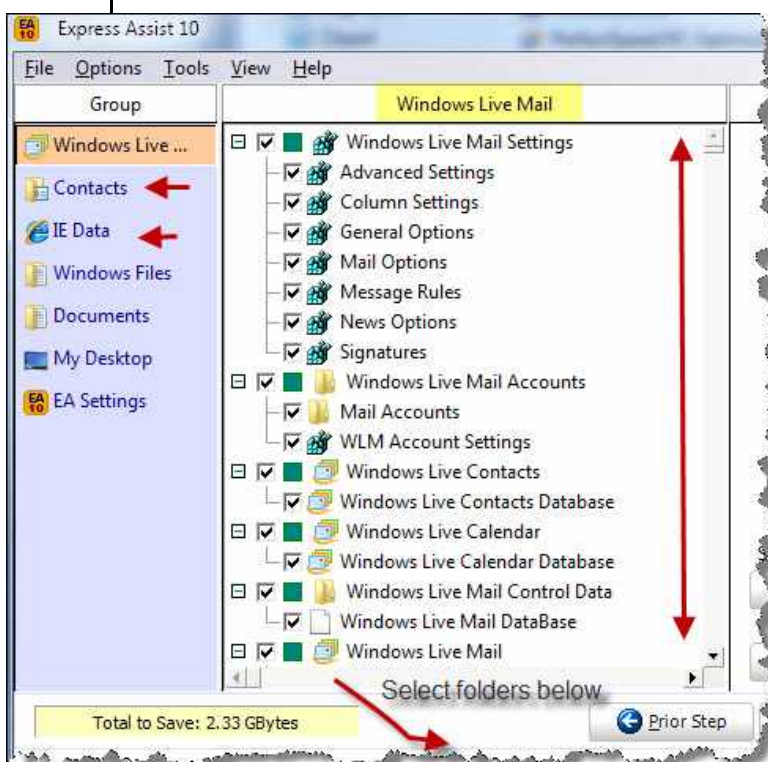 EA 10 Express Assist 10
File Options Tools View Help
Group
Windows Live Mail
Windows Live ...
Contacts
IE Data
Windows Files
Documents
My Desktop
EA 10 EA Settings
Windows Live Mail Settings
Advanced Settings
Column Settings
General Options
Mail Options
Message Rules
News Options
Signatures
Windows Live Mail Accounts
Mail Accounts
WLM Account Settings
Windows Live Contacts
Windows Live Contacts Database
Windows Live Calendar
Windows Live Calendar Database
Windows Live Mail Control Data
Windows Live Mail DataBase
Windows Live Mail
Select folders below
Total to Save: 2.33 GBytes
Prior Step